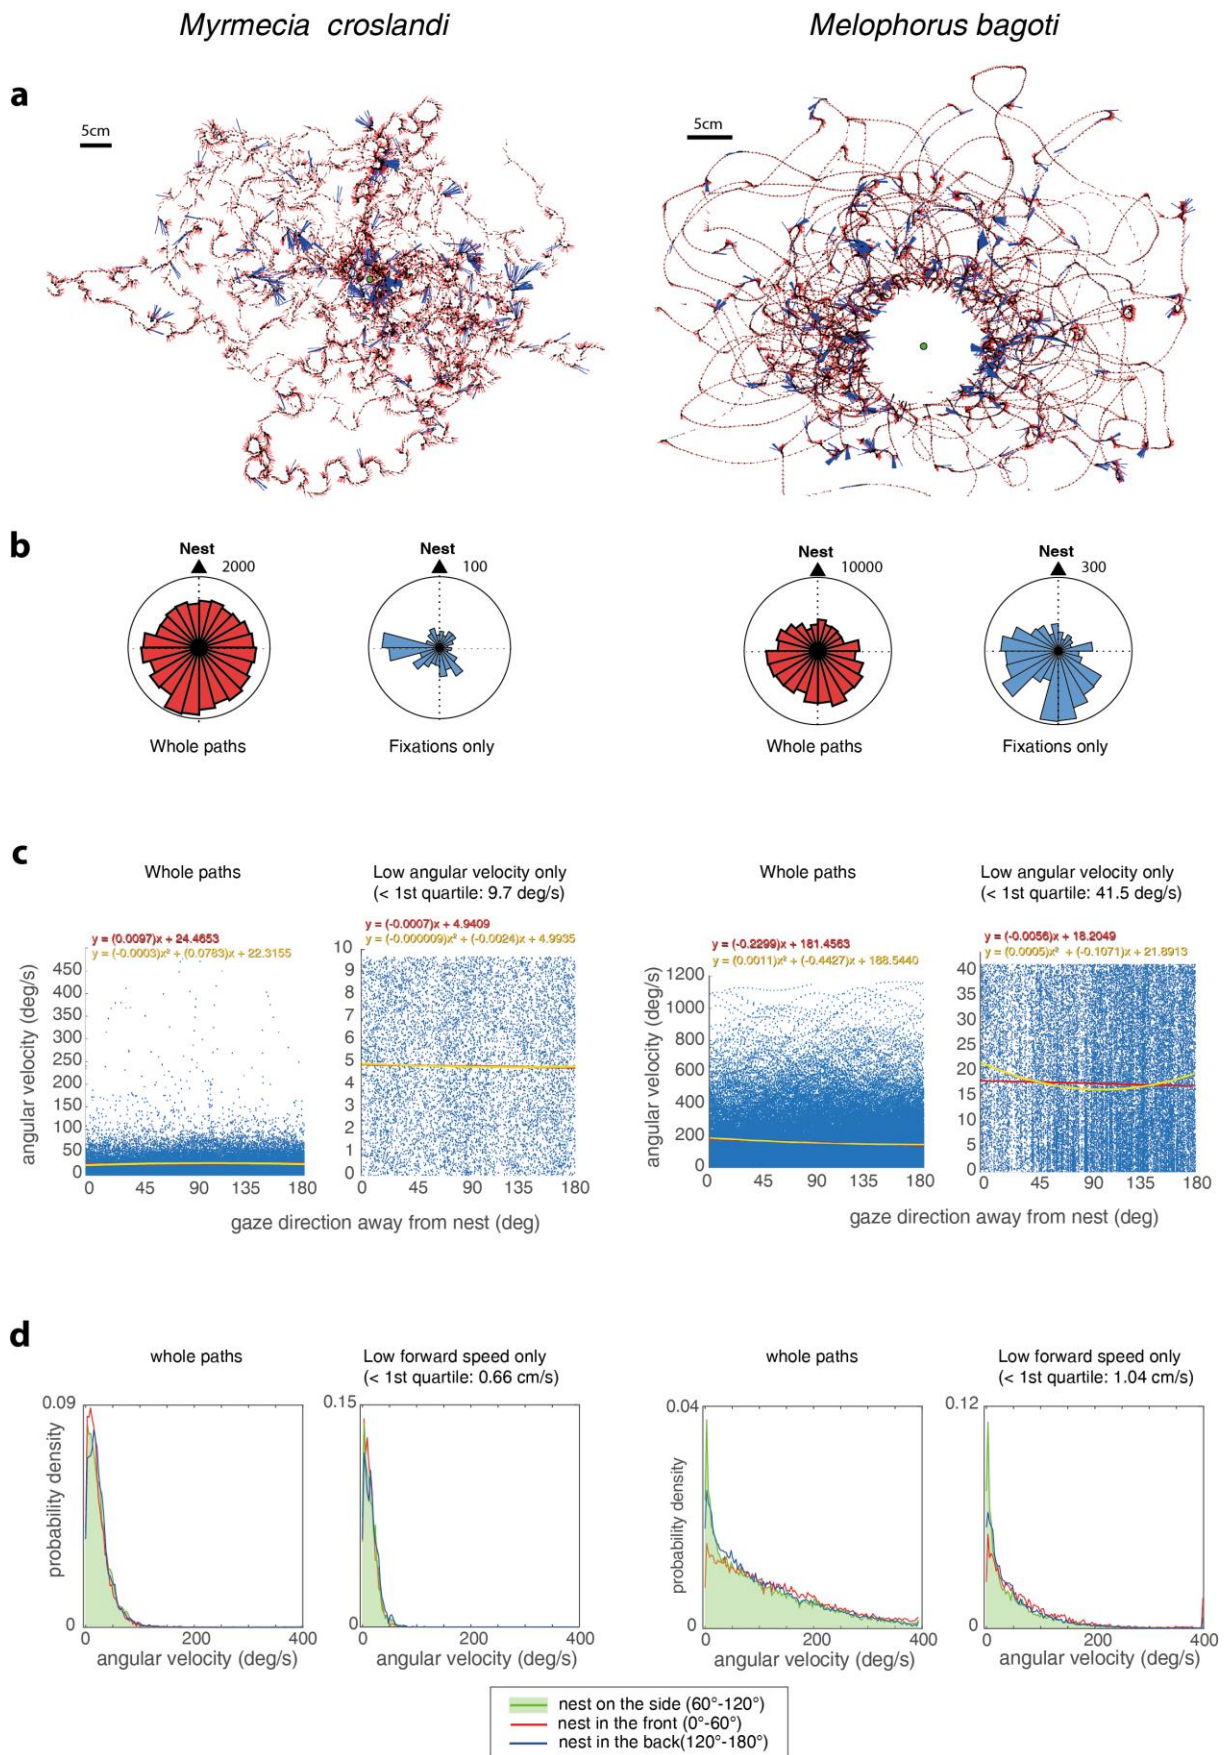 Myrmecia croslandi
Melophorus bagoti
a
5cm
5cm
b
Nest
2000
Nest
100
Nest
10000
Nest
300
Whole paths
Fixations only
Whole paths
Fixations only
c
Whole paths
Low angular velocity only
(< 1st quartile: 9.7 deg/s)
Whole paths
Low angular velocity only
(< 1st quartile: 41.5 deg/s)
y = (0.0097)x + 24.4653
y = (-0.0003)x² + (0.0783)x + 22.3155
y = (-0.0007)x + 4.9409
y = (-0.000009)x² + (-0.0024)x + 4.9935
y = (-0.2299)x + 181.4563
y = (0.0011)x² + (-0.4427)x + 188.5440
y = (-0.0056)x + 18.2049
y = (0.0005)x² + (-0.1071)x + 21.8913
angular velocity (deg/s)
450
400
350
300
250
200
150
100
50
0
0 45 90 135 180
10
9
8
7
6
5
4
3
2
1
0
0 45 90 135 180
gaze direction away from nest (deg)
angular velocity (deg/s)
1200
1000
800
600
400
200
0
0 45 90 135 180
40
35
30
25
20
15
10
5
0
0 45 90 135 180
gaze direction away from nest (deg)
d
whole paths
Low forward speed only
(< 1st quartile: 0.66 cm/s)
whole paths
Low forward speed only
(< 1st quartile: 1.04 cm/s)
probability density
0.09
0
0 200 400
angular velocity (deg/s)
0.15
0
0 200 400
angular velocity (deg/s)
probability density
0.04
0
0 200 400
angular velocity (deg/s)
0.12
0
0 200 400
angular velocity (deg/s)
nest on the side (60°-120°)
nest in the front (0°-60°)
nest in the back(120°-180°)